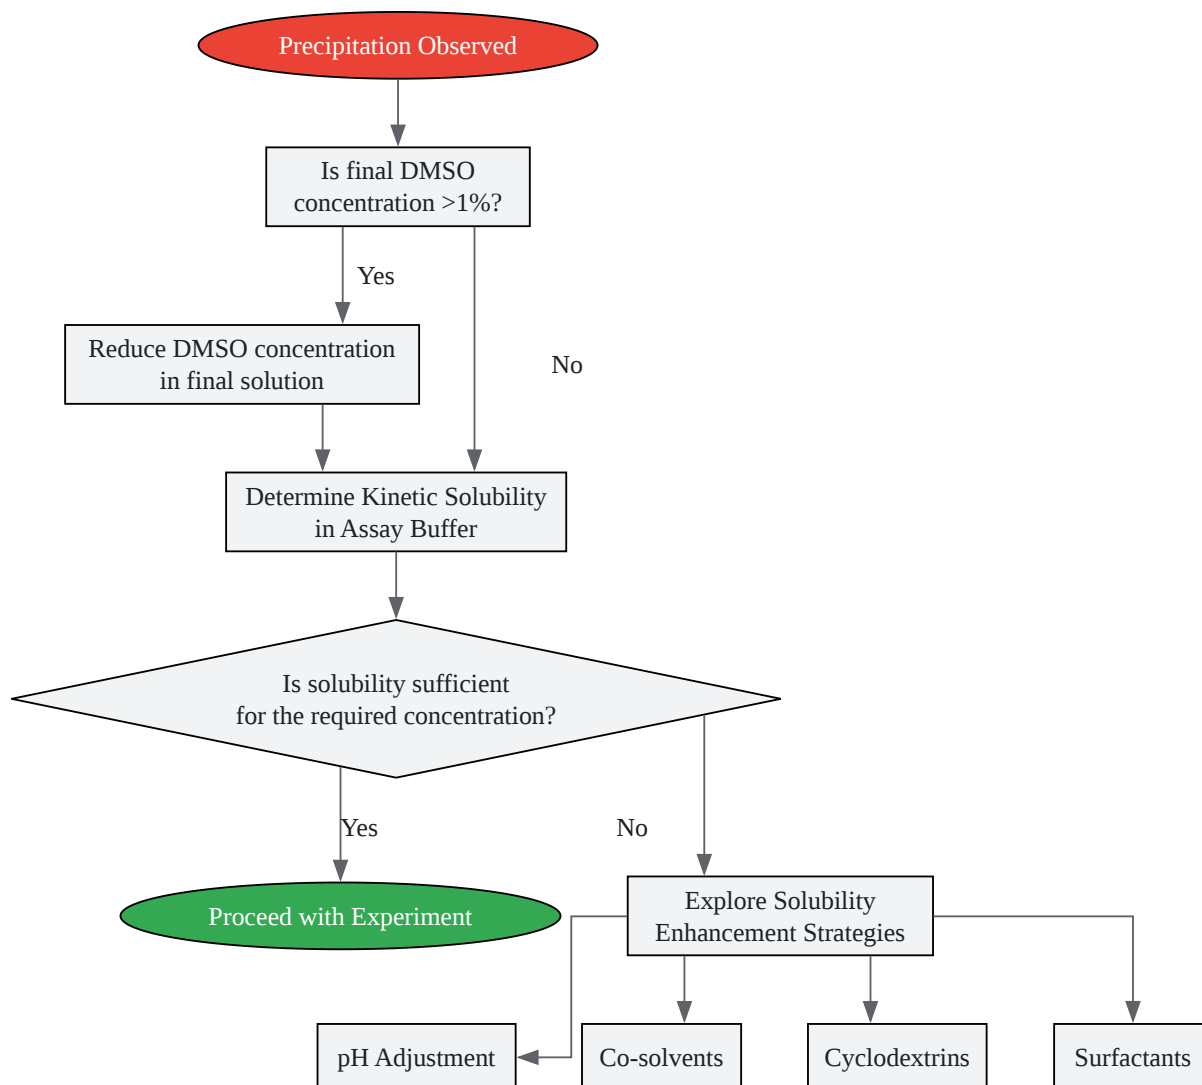 Precipitation Observed
Is final DMSO
concentration >1%?
Yes
Reduce DMSO concentration
in final solution
No
Determine Kinetic Solubility
in Assay Buffer
Is solubility sufficient
for the required concentration?
Yes
No
Proceed with Experiment
Explore Solubility
Enhancement Strategies
pH Adjustment
Co-solvents
Cyclodextrins
Surfactants